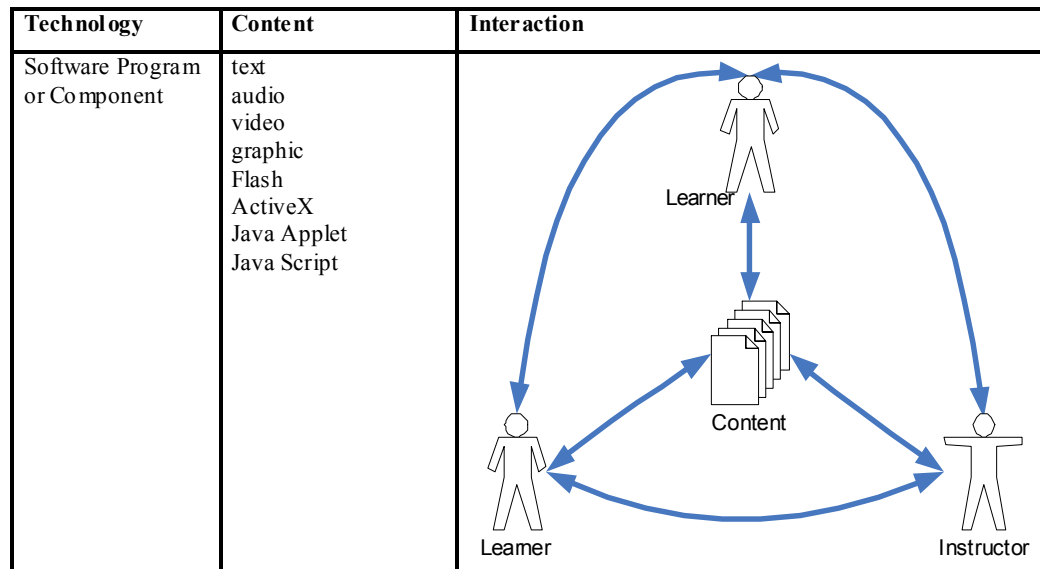 Technology
Content
Interaction
Software Program
or Component
text
audio
video
graphic
Flash
ActiveX
Java Applet
Java Script
Learner
Content
Learner
Instructor